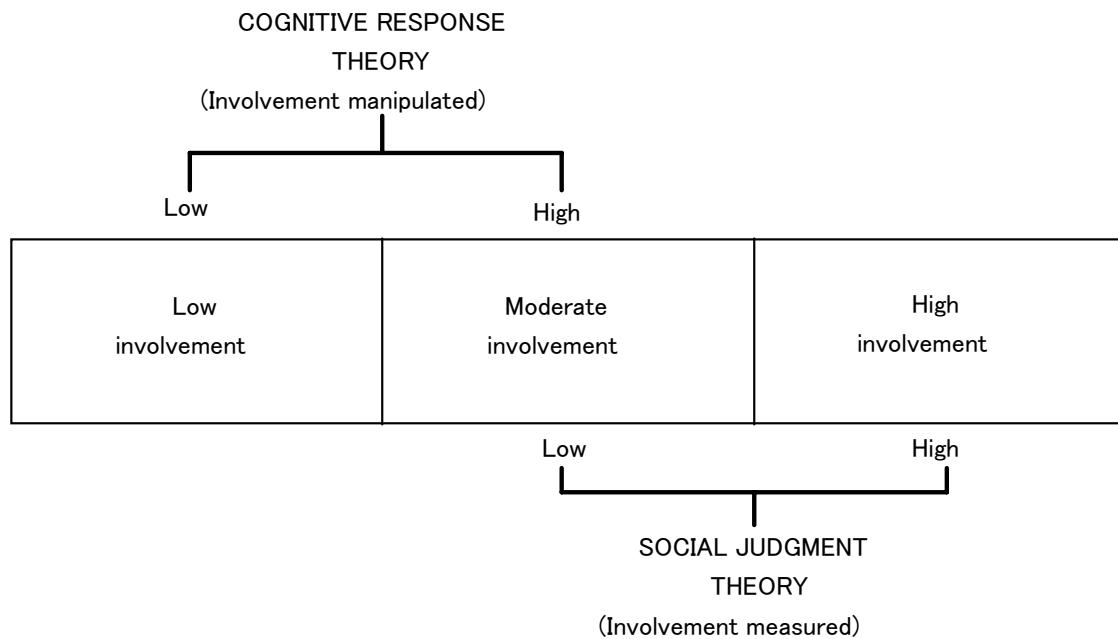 COGNITIVE RESPONSE
THEORY
(Involvement manipulated)
Low
High
Low
involvement
Moderate
involvement
High
involvement
Low
High
SOCIAL JUDGMENT
THEORY
(Involvement measured)